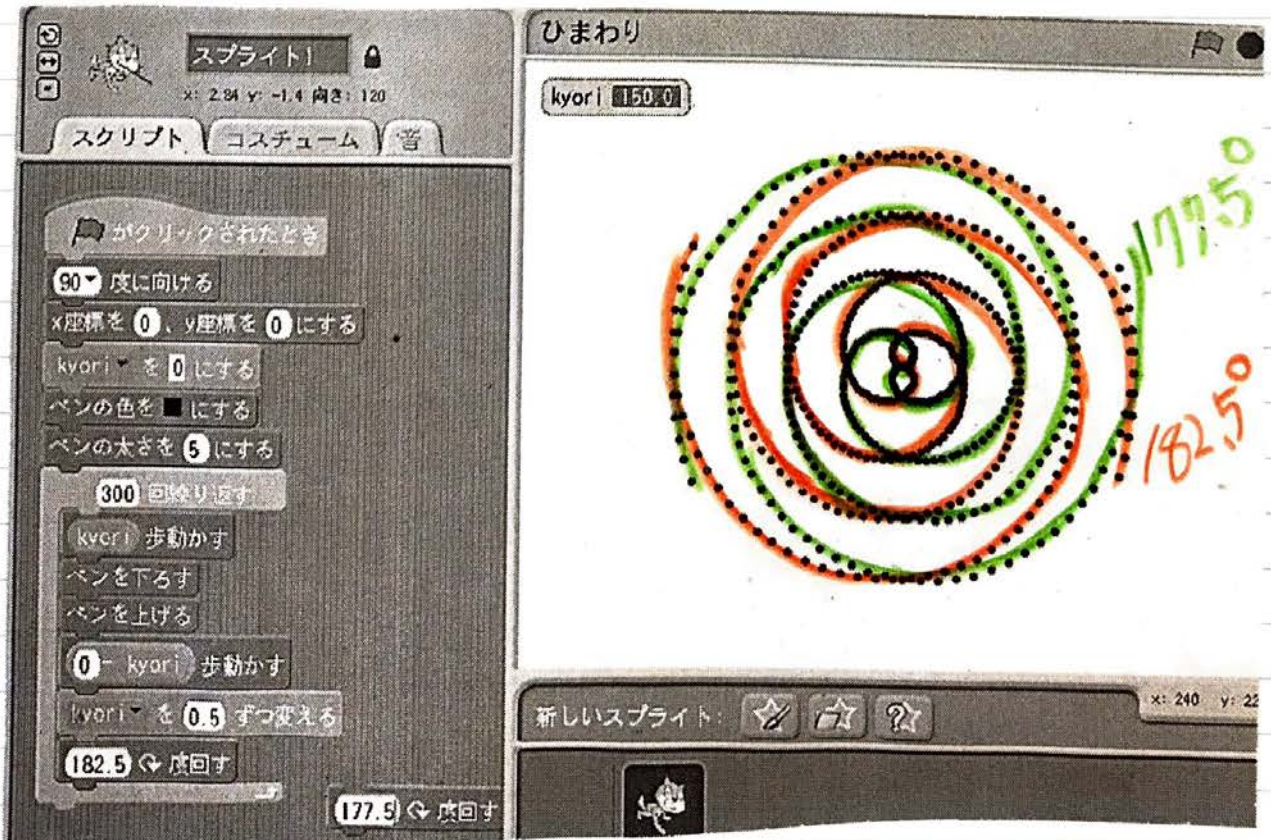 スプライト1
x: 2.84 y: -1.4 向き: 120
スクリプト コスチューム 音
がクリックされたとき
90 度に向ける
x座標を 0 、y座標を 0 にする
kyori を 0 にする
ペンの色を にする
ペンの太さを 5 にする
300 回繰り返す
kyori 歩動かす
ペンを下ろす
ペンを上げる
0 - kyori 歩動かす
kyori を 0.5 ずつ変える
182.5 度回す
177.5 度回す
ひまわり
kyori 150.0
177.5°
182.5°
新しいスプライト:
x: 240 y: 22